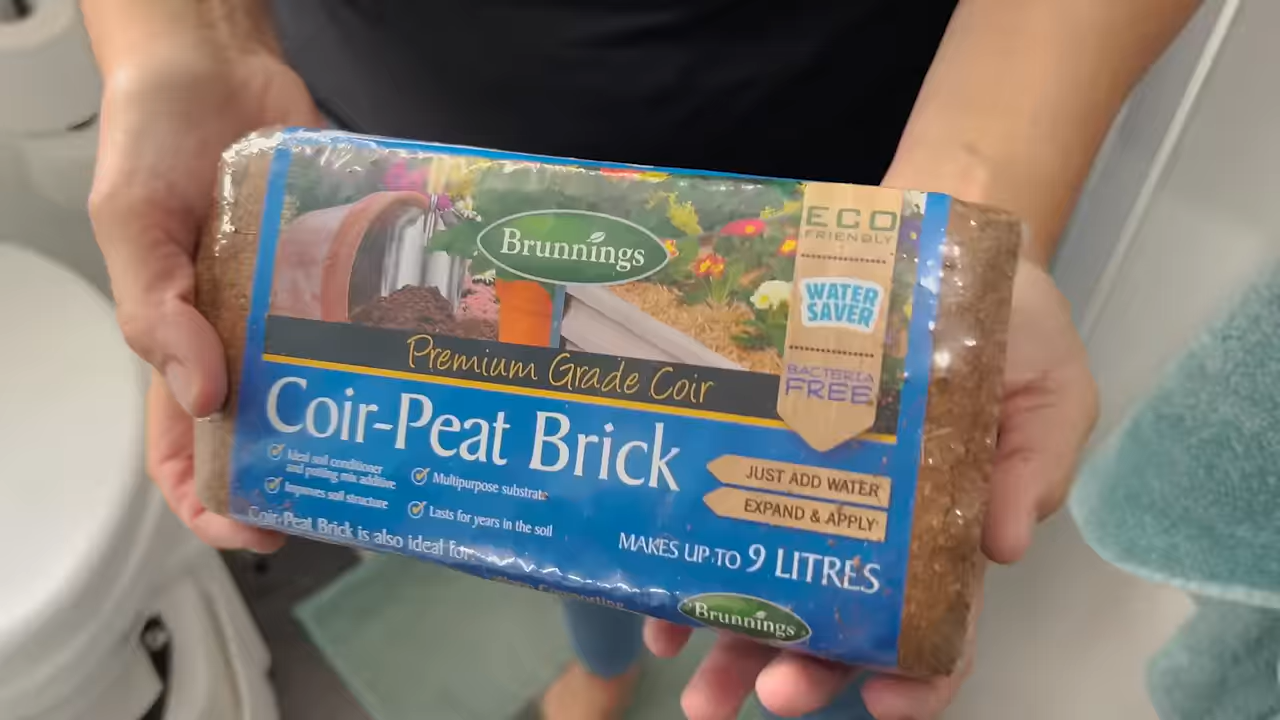 Brunnings
ECO
FRIENDLY
WATER
SAVER
BACTERIA
FREE
Premium Grade Coir
Coir-Peat Brick
Ideal soil conditioner
and potting mix additive
Improves soil structure
Multipurpose substrate
Lasts for years in the soil
JUST ADD WATER
EXPAND & APPLY
MAKES UP TO 9 LITRES
Coir-Peat Brick is also ideal for
Composting
Brunnings